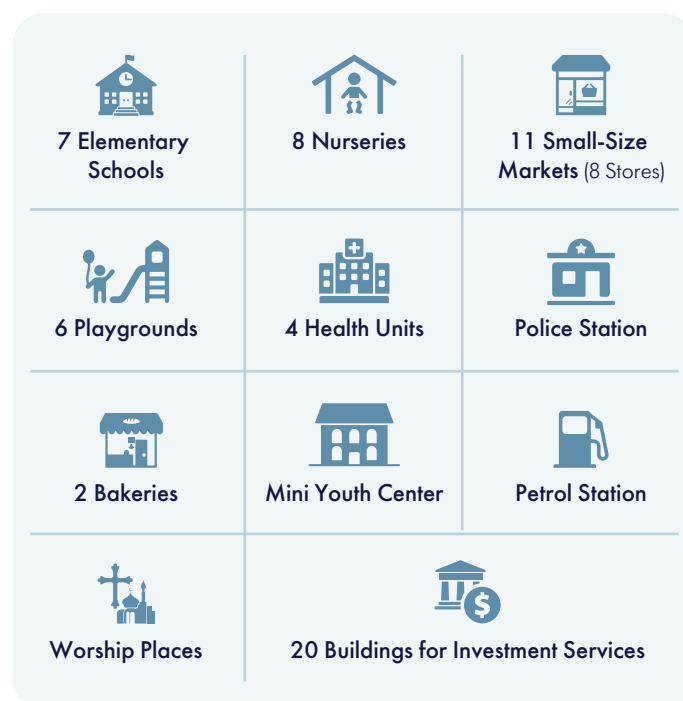 7 Elementary
Schools
8 Nurseries
11 Small-Size
Markets (8 Stores)
6 Playgrounds
4 Health Units
Police Station
2 Bakeries
Mini Youth Center
Petrol Station
Worship Places
20 Buildings for Investment Services